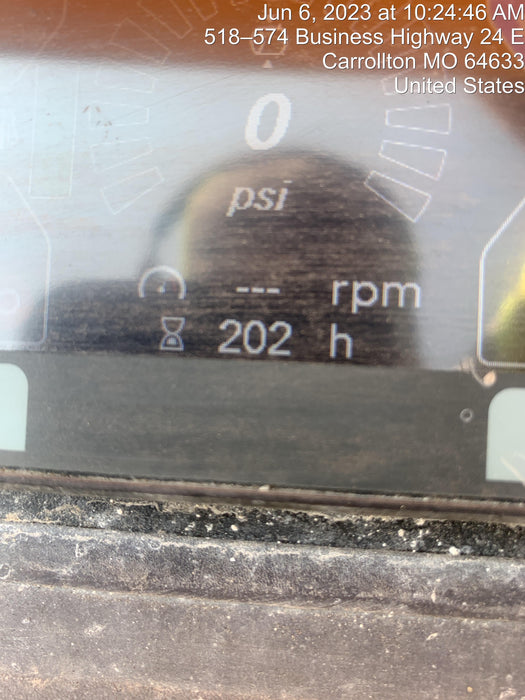 Jun 6, 2023 at 10:24:46 AM
518–574 Business Highway 24 E
Carrollton MO 64633
United States
0
psi
--- rpm
202 h